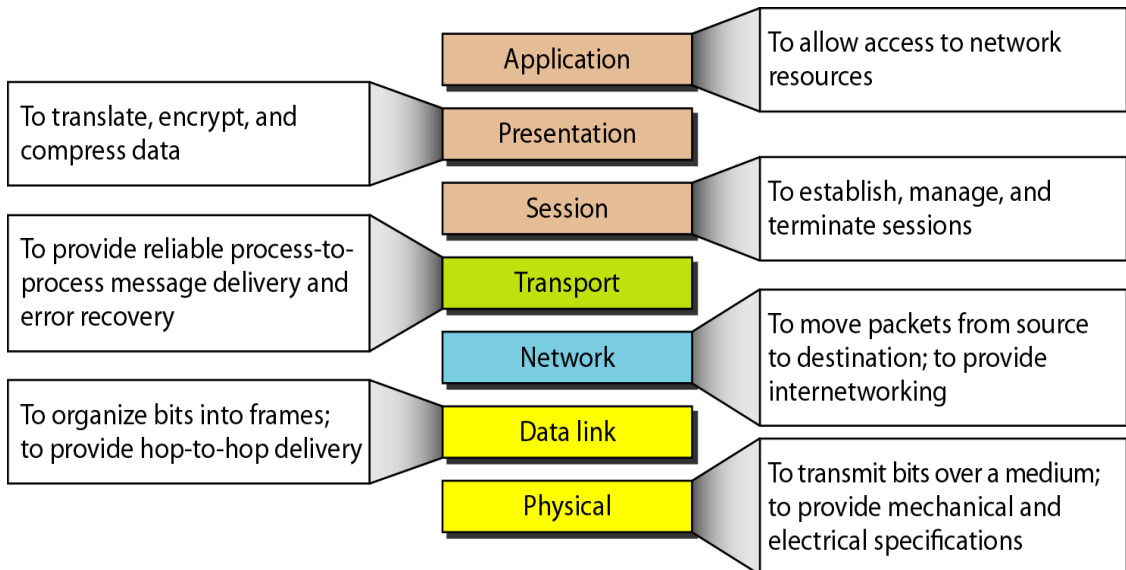 Application
To allow access to network
resources
To translate, encrypt, and
compress data
Presentation
Session
To establish, manage, and
terminate sessions
To provide reliable process-to-
process message delivery and
error recovery
Transport
Network
To move packets from source
to destination; to provide
internetworking
To organize bits into frames;
to provide hop-to-hop delivery
Data link
Physical
To transmit bits over a medium;
to provide mechanical and
electrical specifications